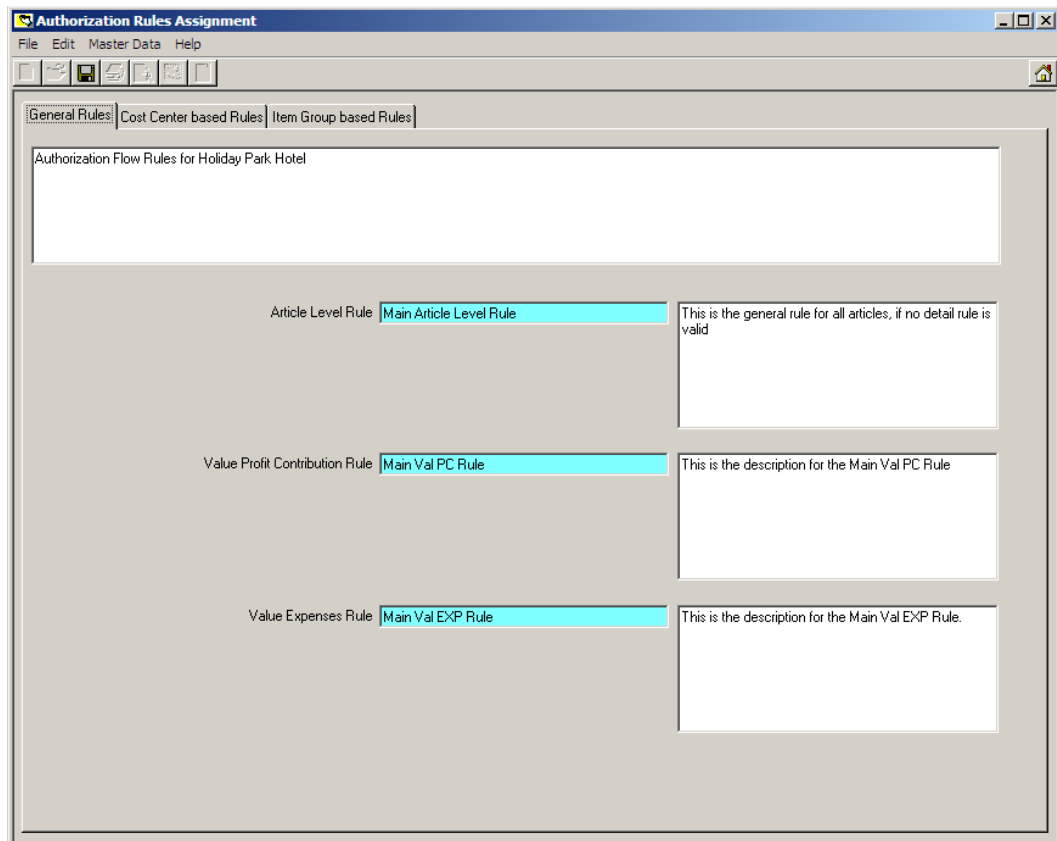 Authorization Rules Assignment
File Edit Master Data Help
General Rules Cost Center based Rules Item Group based Rules
Authorization Flow Rules for Holiday Park Hotel
Article Level Rule Main Article Level Rule This is the general rule for all articles, if no detail rule is
valid
Value Profit Contribution Rule Main Val PC Rule This is the description for the Main Val PC Rule
Value Expenses Rule Main Val EXP Rule This is the description for the Main Val EXP Rule.